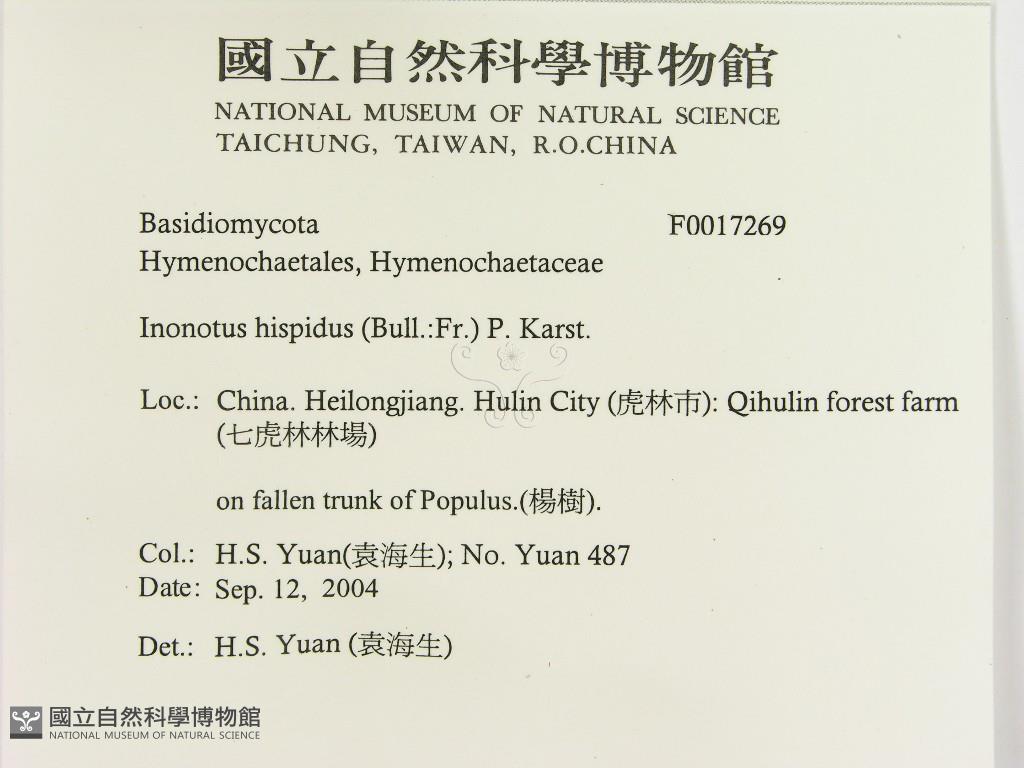 國立自然科學博物館
NATIONAL MUSEUM OF NATURAL SCIENCE
TAICHUNG, TAIWAN, R.O.CHINA
Basidiomycota F0017269
Hymenochaetales, Hymenochaetaceae
Inonotus hispidus (Bull.:Fr.) P. Karst.
Loc.: China. Heilongjiang. Hulin City (虎林市): Qihulin forest farm
(七虎林林場)
on fallen trunk of Populus.(楊樹).
Col.: H.S. Yuan(袁海生); No. Yuan 487
Date: Sep. 12, 2004
Det.: H.S. Yuan (袁海生)
國立自然科學博物館
NATIONAL MUSEUM OF NATURAL SCIENCE